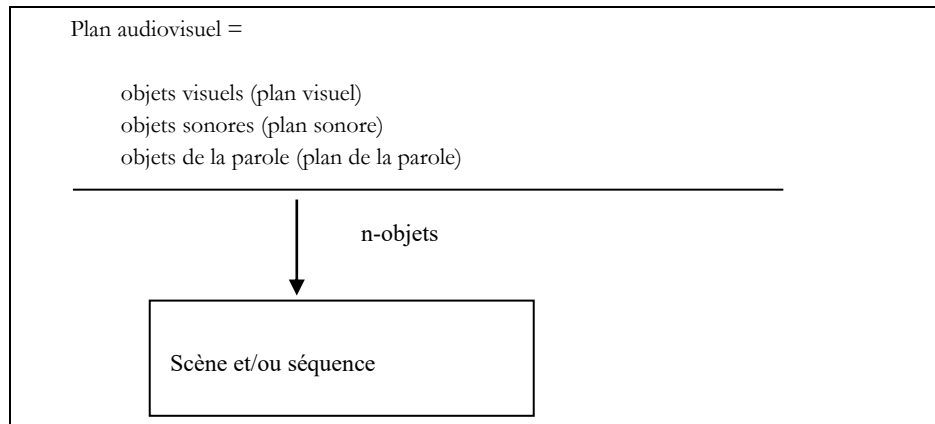 Plan audiovisuel =
objets visuels (plan visuel)
objets sonores (plan sonore)
objets de la parole (plan de la parole)
n-objets
Scène et/ou séquence